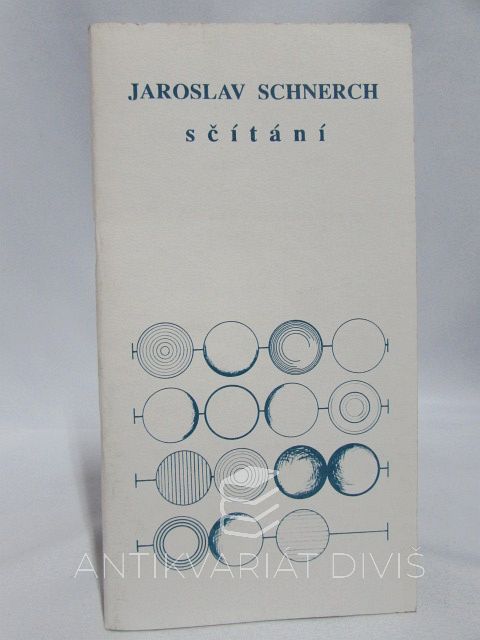 JAROSLAV SCHNERCH
sčítání
ANTIKVARIÁT DIVIŠ